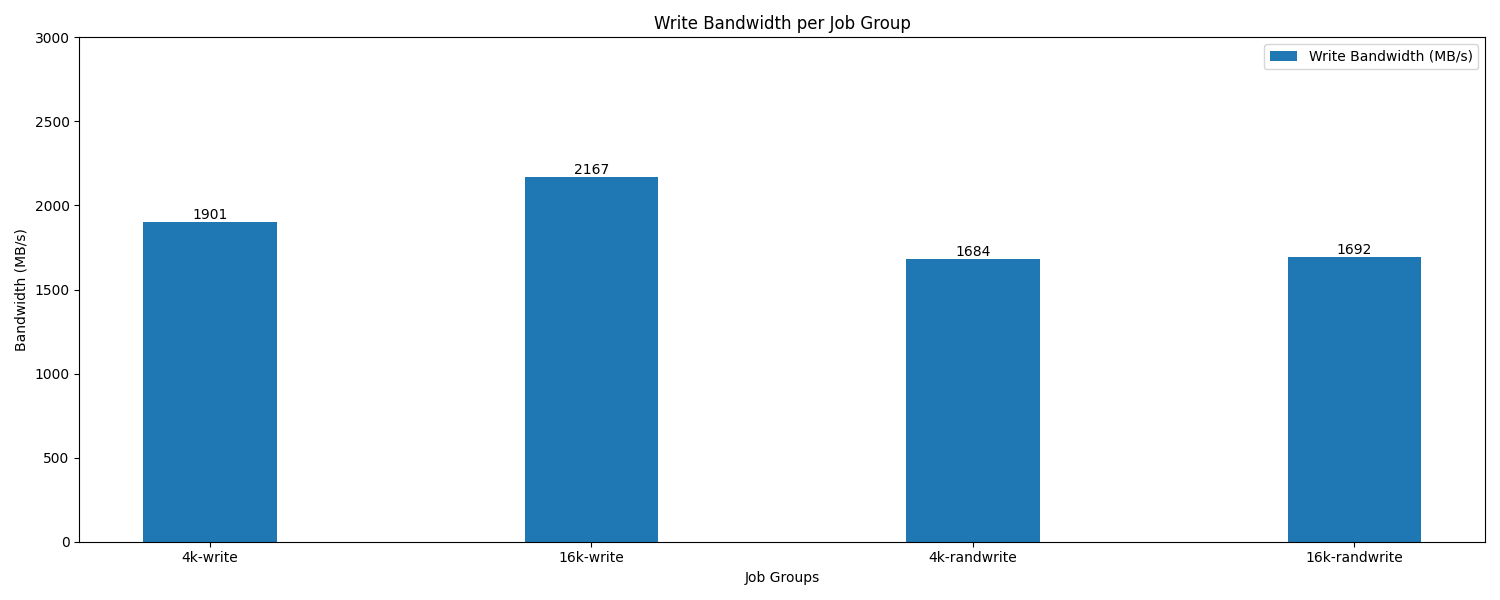 Write Bandwidth per Job Group
Write Bandwidth (MB/s)
Bandwidth (MB/s)
3000
2500
2000
1500
1000
500
0
1901
2167
1684
1692
4k-write
16k-write
4k-randwrite
16k-randwrite
Job Groups